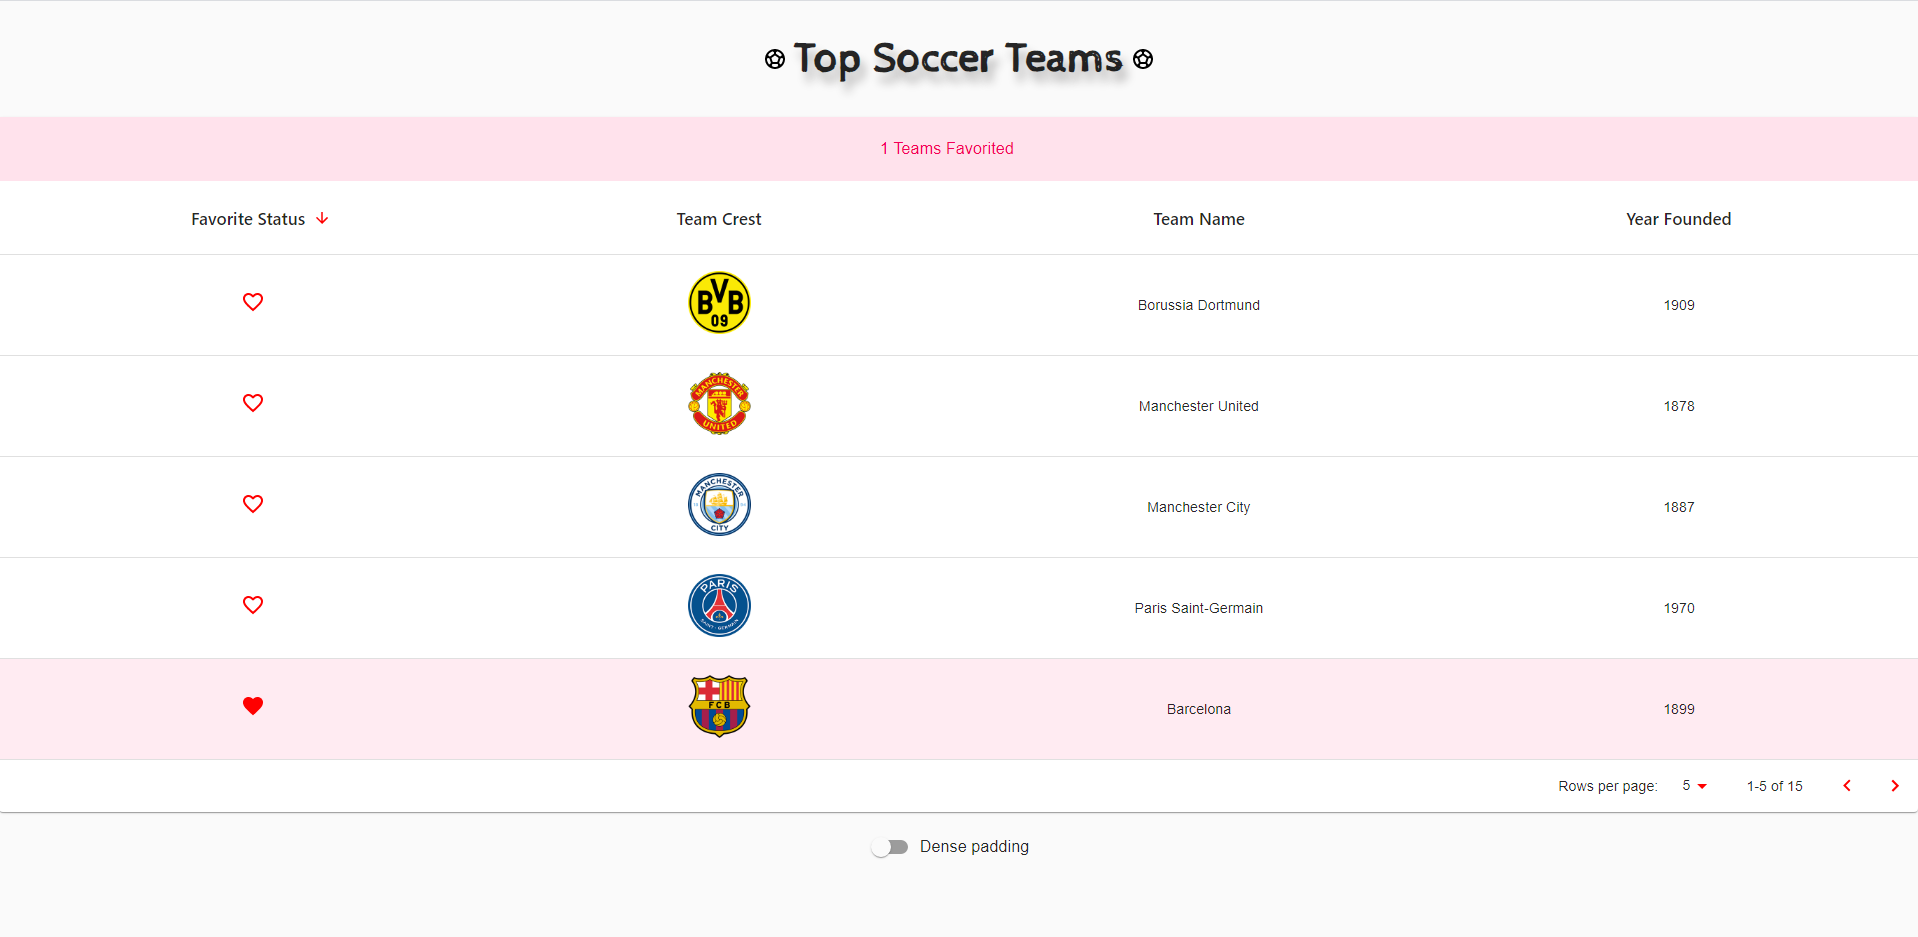 Top Soccer Teams
1 Teams Favorited
Favorite Status Team Crest Team Name Year Founded
BVB
09
Borussia Dortmund 1909
MANCHESTER
UNITED
Manchester United 1878
MANCHESTER
CITY
Manchester City 1887
PARIS
SAINT-GERMAIN
Paris Saint-Germain 1970
FCB
Barcelona 1899
Rows per page: 5 1-5 of 15
Dense padding